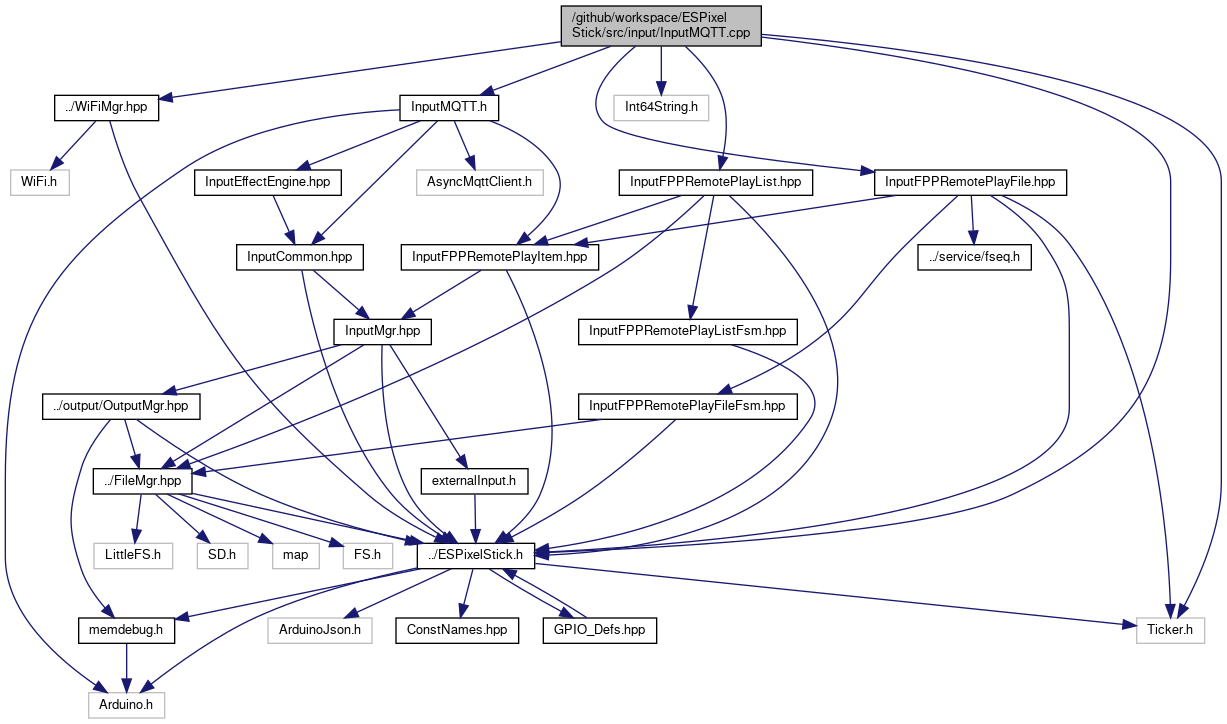 /github/workspace/ESPixel
Stick/src/input/InputMQTT.cpp
../WiFiMgr.hpp
InputMQTT.h
Int64String.h
WiFi.h
InputEffectEngine.hpp
AsyncMqttClient.h
InputFPPRemotePlayList.hpp
InputFPPRemotePlayFile.hpp
InputCommon.hpp
InputFPPRemotePlayItem.hpp
../service/fseq.h
InputMgr.hpp
InputFPPRemotePlayListFsm.hpp
../output/OutputMgr.hpp
InputFPPRemotePlayFileFsm.hpp
../FileMgr.hpp
externalInput.h
LittleFS.h
SD.h
map
FS.h
../ESPixelStick.h
memdebug.h
ArduinoJson.h
ConstNames.hpp
GPIO_Defs.hpp
Ticker.h
Arduino.h